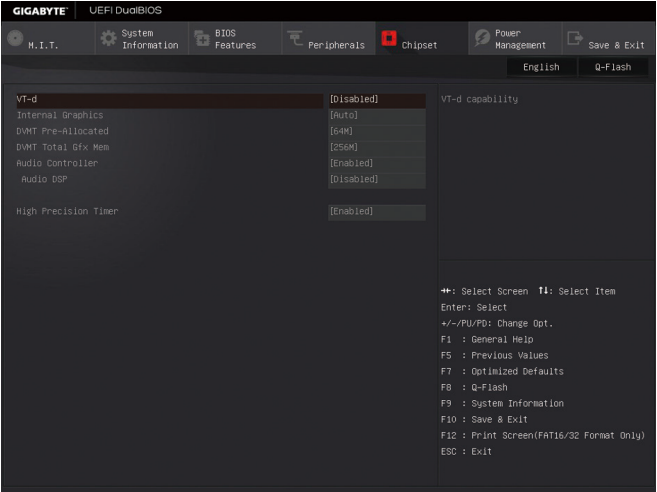 GIGABYTE™ UEFI DualBIOS
M.I.T. System Information BIOS Features Peripherals Chipset Power Management Save & Exit
English Q-Flash
VT-d [Disabled] VT-d capability
Internal Graphics [Auto]
DVMT Pre-Allocated [64M]
DVMT Total Gfx Mem [256M]
Audio Controller [Enabled]
Audio DSP [Disabled]
High Precision Timer [Enabled]
→←: Select Screen ↑↓: Select Item
Enter: Select
+/-/PU/PD: Change Opt.
F1 : General Help
F5 : Previous Values
F7 : Optimized Defaults
F8 : Q-Flash
F9 : System Information
F10 : Save & Exit
F12 : Print Screen(FAT16/32 Format Only)
ESC : Exit